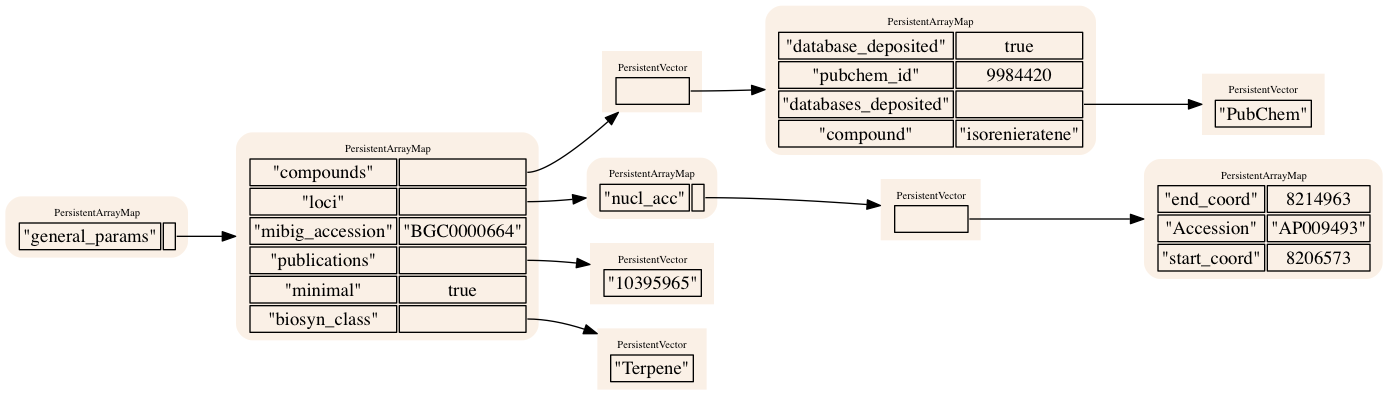 PersistentArrayMap
"general_params"
PersistentArrayMap
"compounds"
"loci"
"mibig_accession" "BGC0000664"
"publications"
"minimal" true
"biosyn_class"
PersistentVector
PersistentArrayMap
"database_deposited" true
"pubchem_id" 9984420
"databases_deposited"
"compound" "isorenieratene"
PersistentVector
"PubChem"
PersistentArrayMap
"nucl_acc"
PersistentVector
PersistentArrayMap
"end_coord" 8214963
"Accession" "AP009493"
"start_coord" 8206573
PersistentVector
"10395965"
PersistentVector
"Terpene"